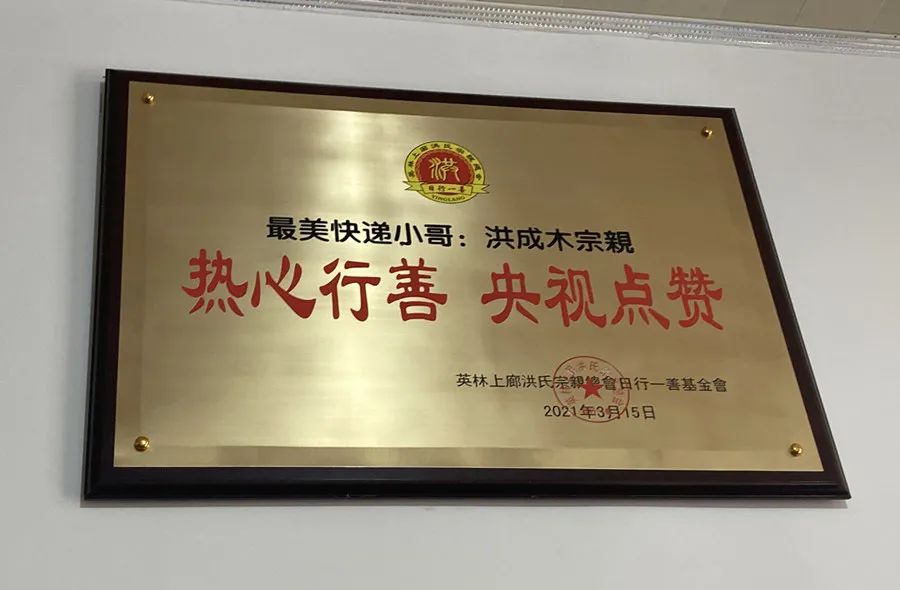 洪
日行一善
YINGLANG
最美快递小哥：洪成木宗親
热心行善 央视点赞
英林上廊洪氏宗親總會日行一善基金會
2021年3月15日